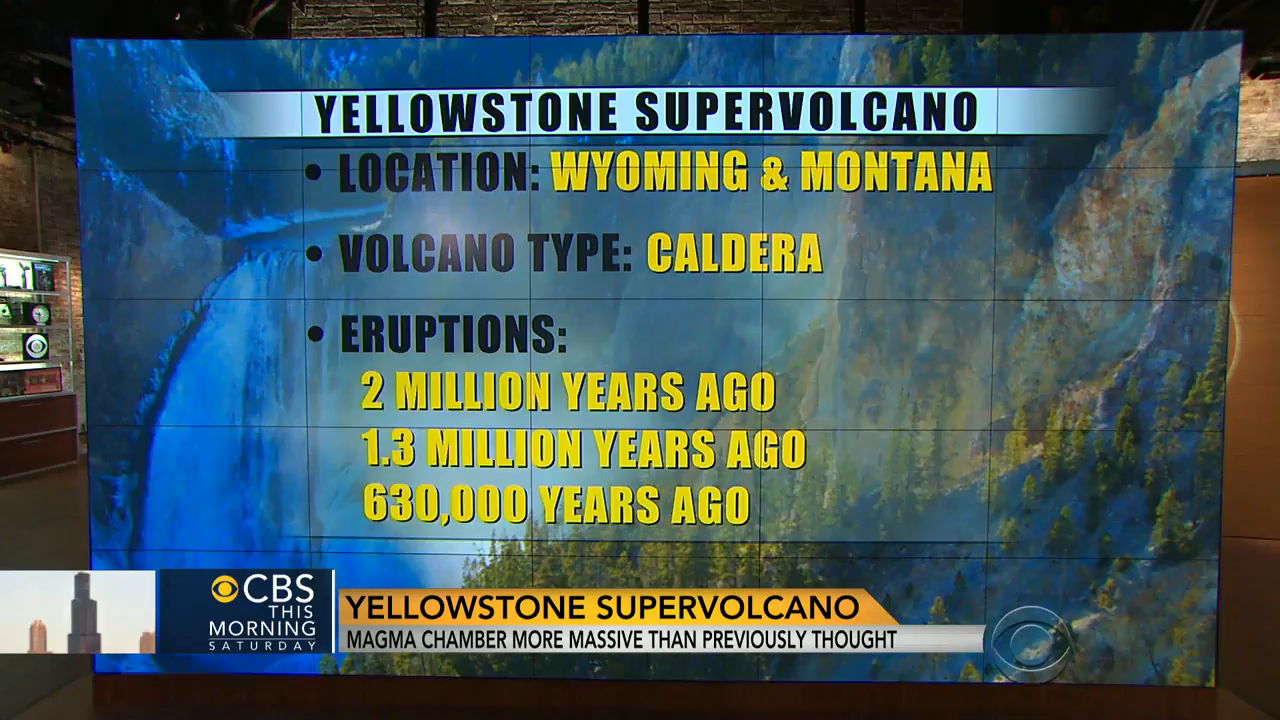 YELLOWSTONE SUPERVOLCANO
• LOCATION: WYOMING & MONTANA
• VOLCANO TYPE: CALDERA
• ERUPTIONS:
2 MILLION YEARS AGO
1.3 MILLION YEARS AGO
630,000 YEARS AGO
CBS
THIS
MORNING
SATURDAY
YELLOWSTONE SUPERVOLCANO
MAGMA CHAMBER MORE MASSIVE THAN PREVIOUSLY THOUGHT